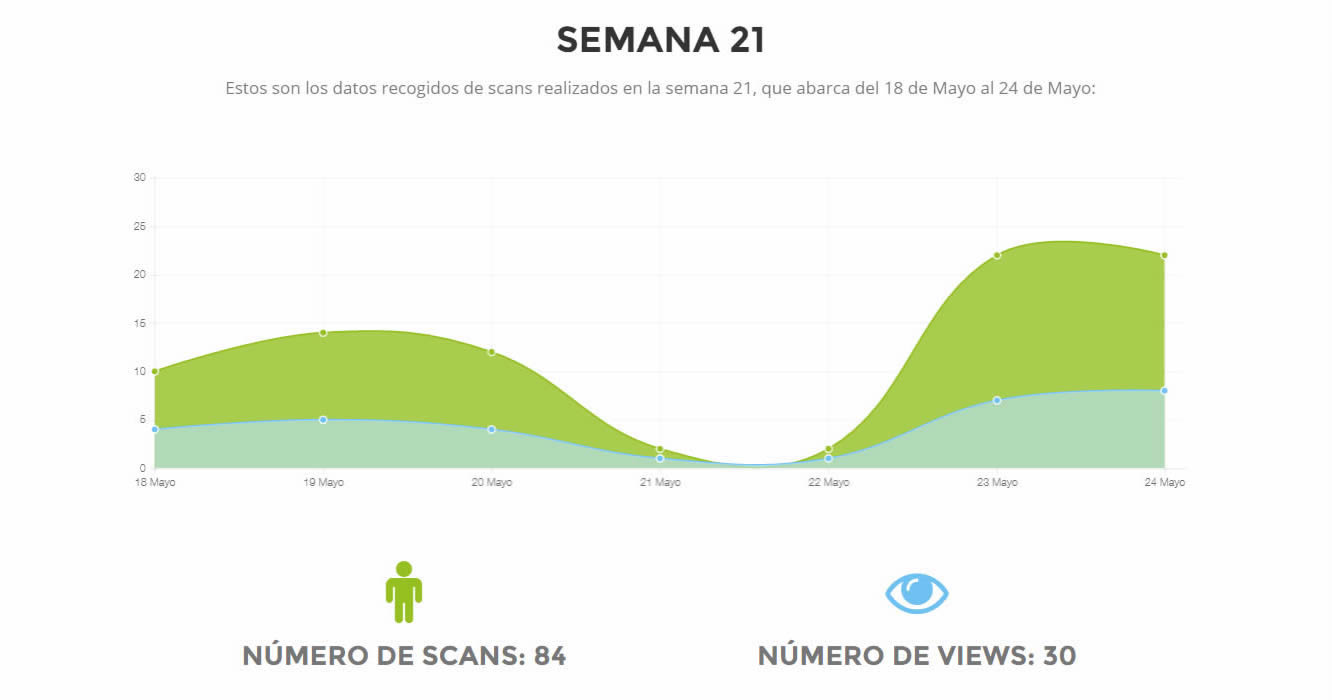 SEMANA 21
Estos son los datos recogidos de scans realizados en la semana 21, que abarca del 18 de Mayo al 24 de Mayo:
30
25
20
15
10
5
0
18 Mayo 19 Mayo 20 Mayo 21 Mayo 22 Mayo 23 Mayo 24 Mayo
NÚMERO DE SCANS: 84 NÚMERO DE VIEWS: 30